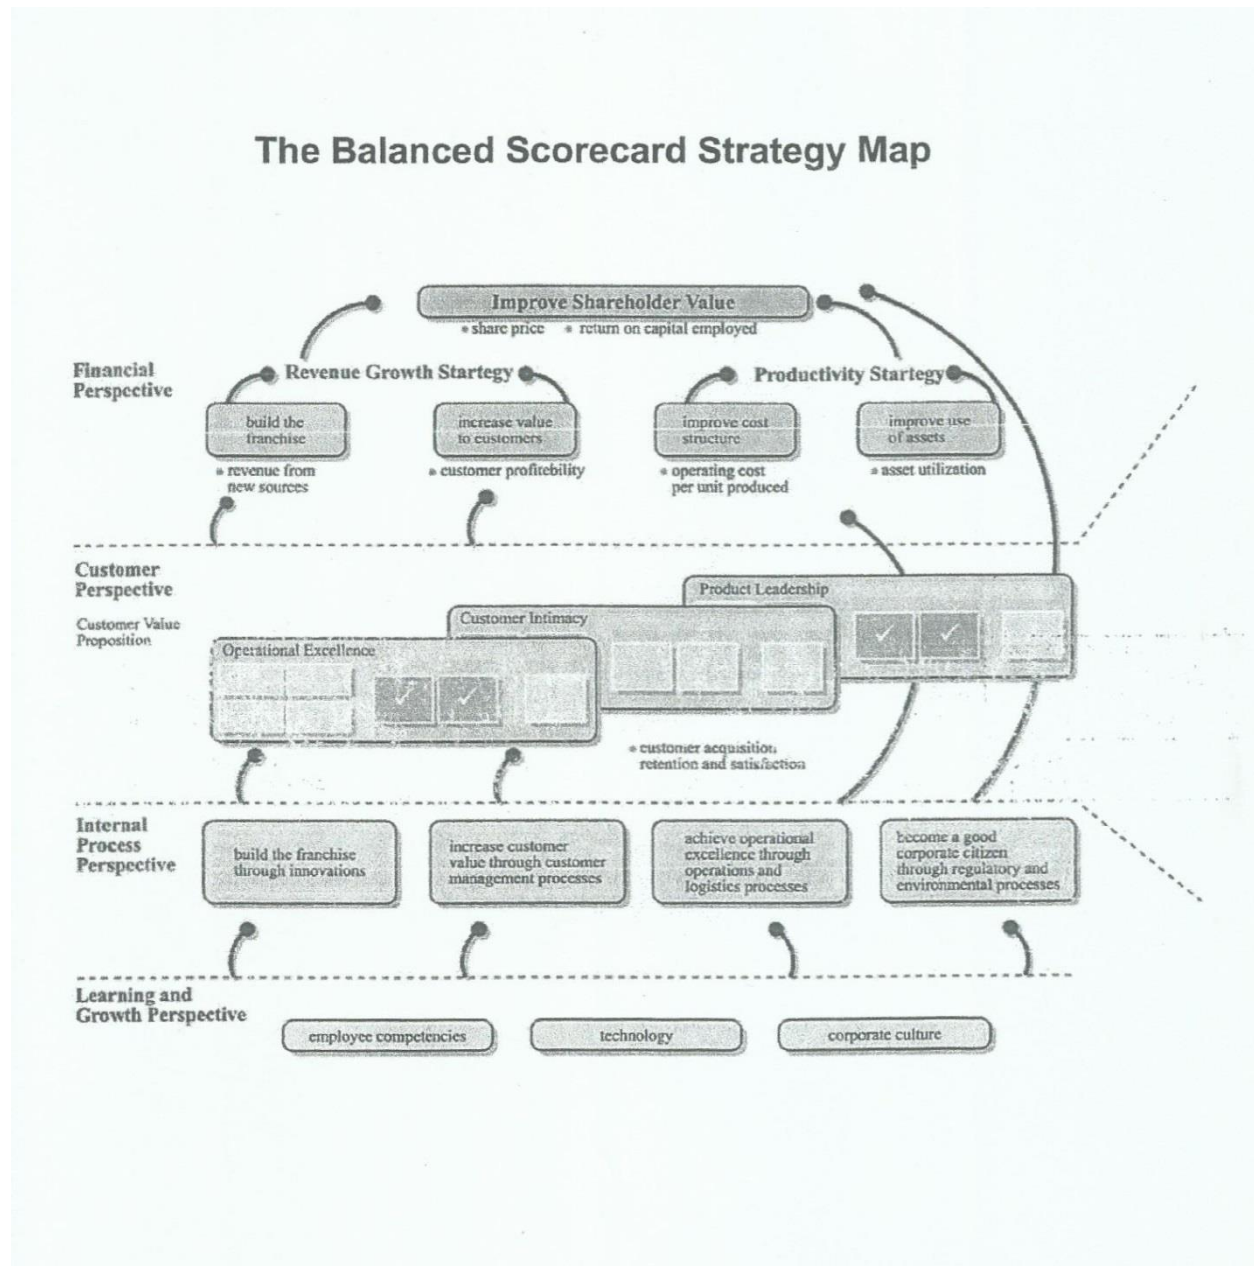 The Balanced Scorecard Strategy Map
Improve Shareholder Value
• share price • return on capital employed
Financial
Perspective
Revenue Growth Startegy
Productivity Startegy
build the
franchise
increase value
to customers
improve cost
structure
improve use
of assets
• revenue from
new sources
• customer profitebility
• operating cost
per unit produced
• asset utilization
Customer
Perspective
Customer Value
Proposition
Product Leadership
Customer Intimacy
Operational Excellence
• customer acquisition
retention and satisfaction
Internal
Process
Perspective
build the franchise
through innovations
increase customer
value through customer
management processes
achieve operational
excellence through
operations and
logistics processes
become a good
corporate citizen
through regulatory and
environmental processes
Learning and
Growth Perspective
employee competencies
technology
corporate culture